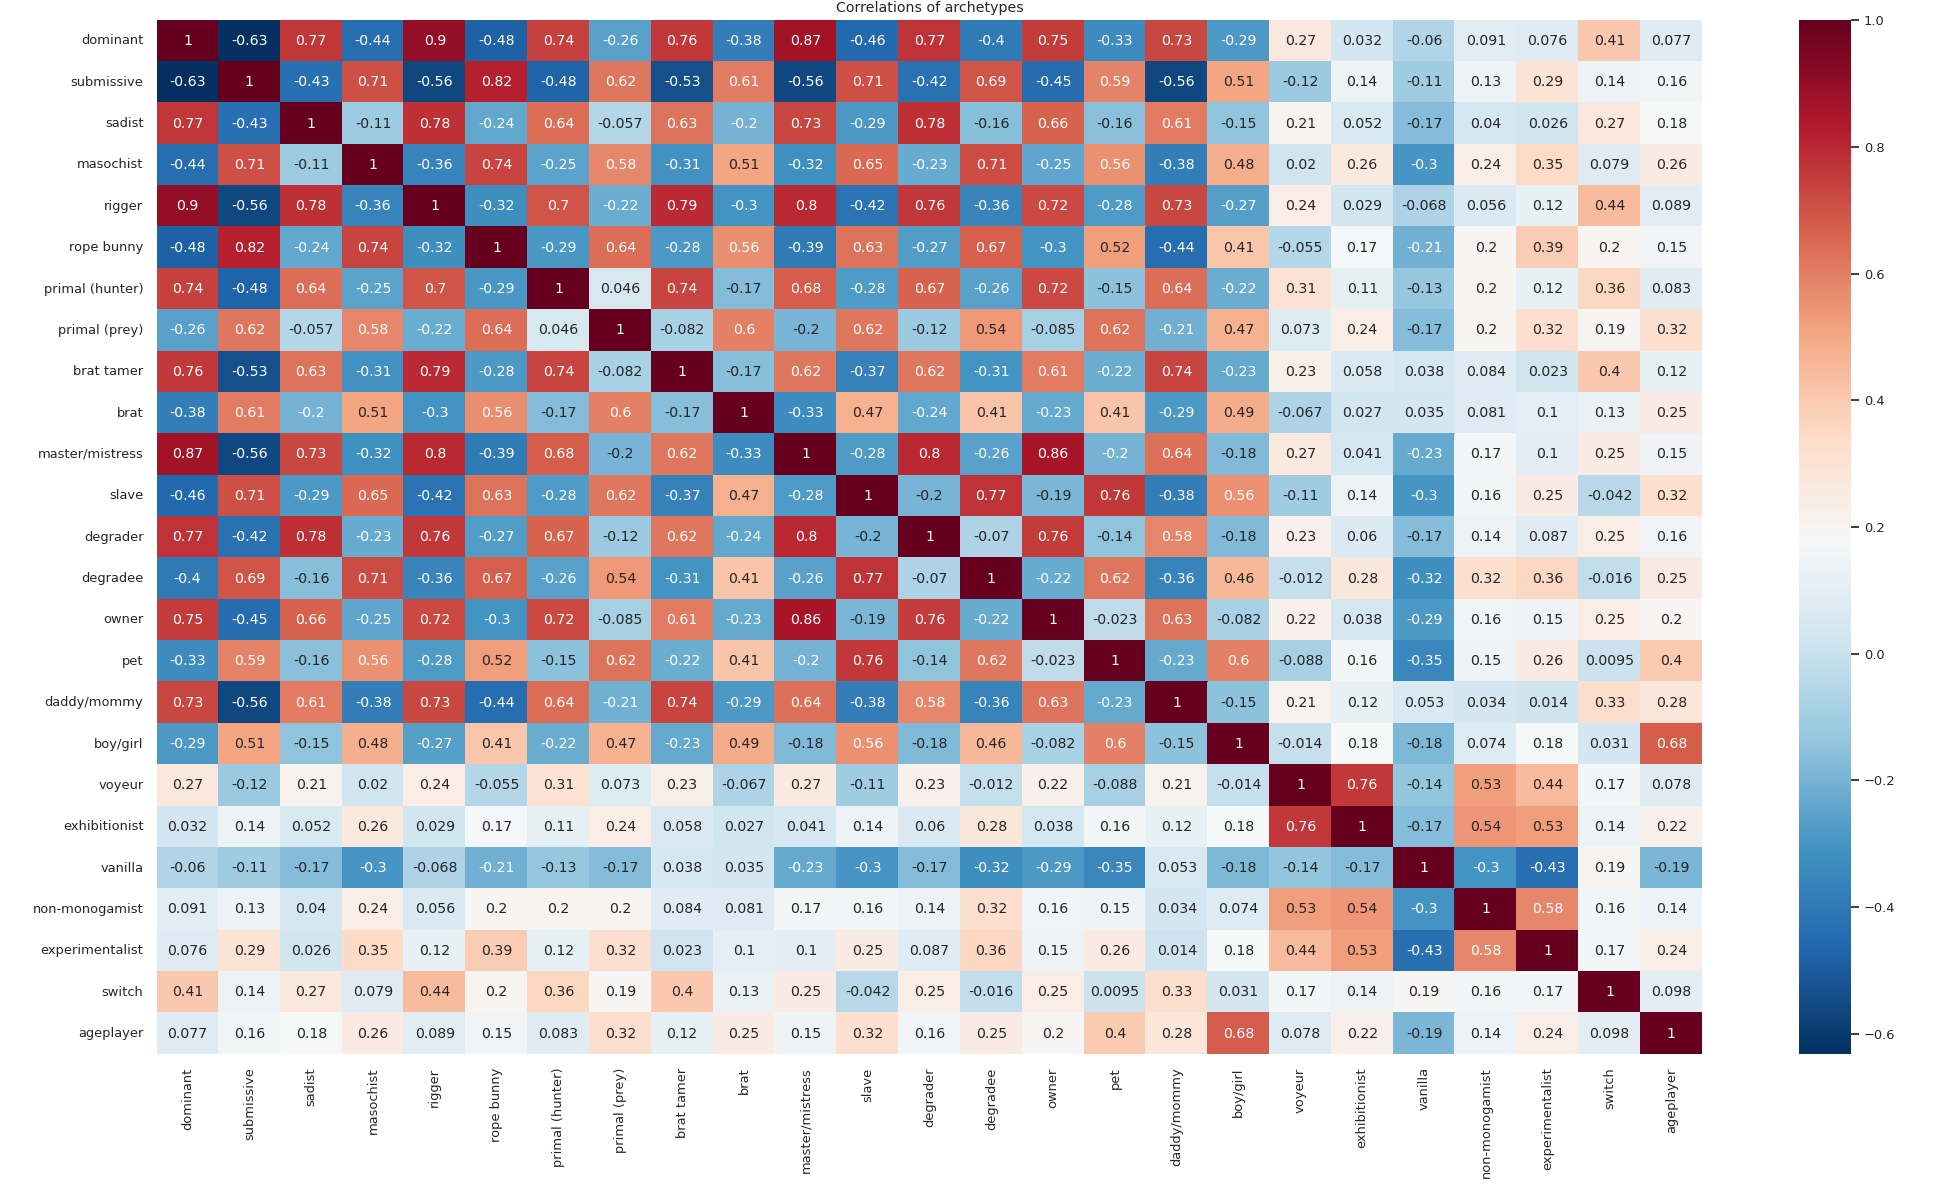 Correlations of archetypes
dominant 1 -0.63 0.77 -0.44 0.9 -0.48 0.74 -0.26 0.76 -0.38 0.87 -0.46 0.77 -0.4 0.75 -0.33 0.73 -0.29 0.27 0.032 -0.06 0.091 0.076 0.41 0.077
submissive -0.63 1 -0.43 0.71 -0.56 0.82 -0.48 0.62 -0.53 0.61 -0.56 0.71 -0.42 0.69 -0.45 0.59 -0.56 0.51 -0.12 0.14 -0.11 0.13 0.29 0.14 0.16
sadist 0.77 -0.43 1 -0.11 0.78 -0.24 0.64 -0.057 0.63 -0.2 0.73 -0.29 0.78 -0.16 0.66 -0.16 0.61 -0.15 0.21 0.052 -0.17 0.04 0.026 0.27 0.18
masochist -0.44 0.71 -0.11 1 -0.36 0.74 -0.25 0.58 -0.31 0.51 -0.32 0.65 -0.23 0.71 -0.25 0.56 -0.38 0.48 0.02 0.26 -0.3 0.24 0.35 0.079 0.26
rigger 0.9 -0.56 0.78 -0.36 1 -0.32 0.7 -0.22 0.79 -0.3 0.8 -0.42 0.76 -0.36 0.72 -0.28 0.73 -0.27 0.24 0.029 -0.068 0.056 0.12 0.44 0.089
rope bunny -0.48 0.82 -0.24 0.74 -0.32 1 -0.29 0.64 -0.28 0.56 -0.39 0.63 -0.27 0.67 -0.3 0.52 -0.44 0.41 -0.055 0.17 -0.21 0.2 0.39 0.2 0.15
primal (hunter) 0.74 -0.48 0.64 -0.25 0.7 -0.29 1 0.046 0.74 -0.17 0.68 -0.28 0.67 -0.26 0.72 -0.15 0.64 -0.22 0.31 0.11 -0.13 0.2 0.12 0.36 0.083
primal (prey) -0.26 0.62 -0.057 0.58 -0.22 0.64 0.046 1 -0.082 0.6 -0.2 0.62 -0.12 0.54 -0.085 0.62 -0.21 0.47 0.073 0.24 -0.17 0.2 0.32 0.19 0.32
brat tamer 0.76 -0.53 0.63 -0.31 0.79 -0.28 0.74 -0.082 1 -0.17 0.62 -0.37 0.62 -0.31 0.61 -0.22 0.74 -0.23 0.23 0.058 0.038 0.084 0.023 0.4 0.12
brat -0.38 0.61 -0.2 0.51 -0.3 0.56 -0.17 0.6 -0.17 1 -0.33 0.47 -0.24 0.41 -0.23 0.41 -0.29 0.49 -0.067 0.027 0.035 0.081 0.1 0.13 0.25
master/mistress 0.87 -0.56 0.73 -0.32 0.8 -0.39 0.68 -0.2 0.62 -0.33 1 -0.28 0.8 -0.26 0.86 -0.2 0.64 -0.18 0.27 0.041 -0.23 0.17 0.1 0.25 0.15
slave -0.46 0.71 -0.29 0.65 -0.42 0.63 -0.28 0.62 -0.37 0.47 -0.28 1 -0.2 0.77 -0.19 0.76 -0.38 0.56 -0.11 0.14 -0.3 0.16 0.25 -0.042 0.32
degrader 0.77 -0.42 0.78 -0.23 0.76 -0.27 0.67 -0.12 0.62 -0.24 0.8 -0.2 1 -0.07 0.76 -0.14 0.58 -0.18 0.23 0.06 -0.17 0.14 0.087 0.25 0.16
degradee -0.4 0.69 -0.16 0.71 -0.36 0.67 -0.26 0.54 -0.31 0.41 -0.26 0.77 -0.07 1 -0.22 0.62 -0.36 0.46 -0.012 0.28 -0.32 0.32 0.36 -0.016 0.25
owner 0.75 -0.45 0.66 -0.25 0.72 -0.3 0.72 -0.085 0.61 -0.23 0.86 -0.19 0.76 -0.22 1 -0.023 0.63 -0.082 0.22 0.038 -0.29 0.16 0.15 0.25 0.2
pet -0.33 0.59 -0.16 0.56 -0.28 0.52 -0.15 0.62 -0.22 0.41 -0.2 0.76 -0.14 0.62 -0.023 1 -0.23 0.6 -0.088 0.16 -0.35 0.15 0.26 0.0095 0.4
daddy/mommy 0.73 -0.56 0.61 -0.38 0.73 -0.44 0.64 -0.21 0.74 -0.29 0.64 -0.38 0.58 -0.36 0.63 -0.23 1 -0.15 0.21 0.12 0.053 0.034 0.014 0.33 0.28
boy/girl -0.29 0.51 -0.15 0.48 -0.27 0.41 -0.22 0.47 -0.23 0.49 -0.18 0.56 -0.18 0.46 -0.082 0.6 -0.15 1 -0.014 0.18 -0.18 0.074 0.18 0.031 0.68
voyeur 0.27 -0.12 0.21 0.02 0.24 -0.055 0.31 0.073 0.23 -0.067 0.27 -0.11 0.23 -0.012 0.22 -0.088 0.21 -0.014 1 0.76 -0.14 0.53 0.44 0.17 0.078
exhibitionist 0.032 0.14 0.052 0.26 0.029 0.17 0.11 0.24 0.058 0.027 0.041 0.14 0.06 0.28 0.038 0.16 0.12 0.18 0.76 1 -0.17 0.54 0.53 0.14 0.22
vanilla -0.06 -0.11 -0.17 -0.3 -0.068 -0.21 -0.13 -0.17 0.038 0.035 -0.23 -0.3 -0.17 -0.32 -0.29 -0.35 0.053 -0.18 -0.14 -0.17 1 -0.3 -0.43 0.19 -0.19
non-monogamist 0.091 0.13 0.04 0.24 0.056 0.2 0.2 0.2 0.084 0.081 0.17 0.16 0.14 0.32 0.16 0.15 0.034 0.074 0.53 0.54 -0.3 1 0.58 0.16 0.14
experimentalist 0.076 0.29 0.026 0.35 0.12 0.39 0.12 0.32 0.023 0.1 0.1 0.25 0.087 0.36 0.15 0.26 0.014 0.18 0.44 0.53 -0.43 0.58 1 0.17 0.24
switch 0.41 0.14 0.27 0.079 0.44 0.2 0.36 0.19 0.4 0.13 0.25 -0.042 0.25 -0.016 0.25 0.0095 0.33 0.031 0.17 0.14 0.19 0.16 0.17 1 0.098
ageplayer 0.077 0.16 0.18 0.26 0.089 0.15 0.083 0.32 0.12 0.25 0.15 0.32 0.16 0.25 0.2 0.4 0.28 0.68 0.078 0.22 -0.19 0.14 0.24 0.098 1
dominant
submissive
sadist
masochist
rigger
rope bunny
primal (hunter)
primal (prey)
brat tamer
brat
master/mistress
slave
degrader
degradee
owner
pet
daddy/mommy
boy/girl
voyeur
exhibitionist
vanilla
non-monogamist
experimentalist
switch
ageplayer
1.0
0.8
0.6
0.4
0.2
0.0
−0.2
−0.4
−0.6